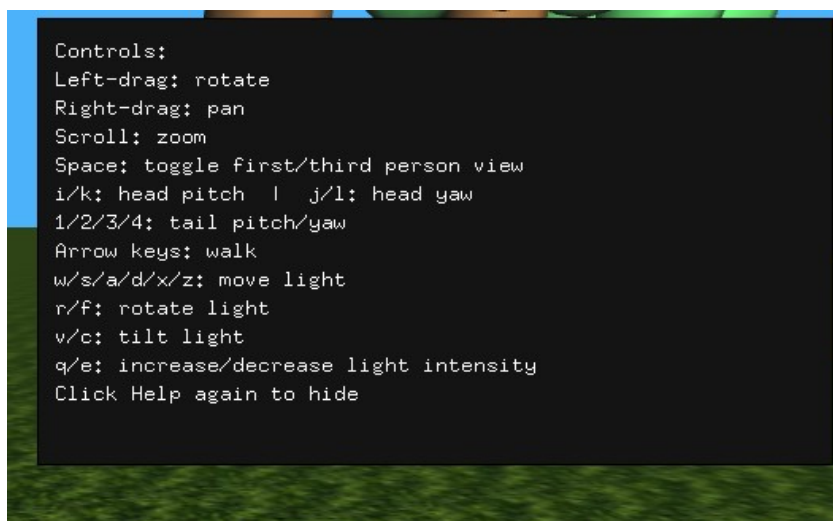 Controls:
Left-drag: rotate
Right-drag: pan
Scroll: zoom
Space: toggle first/third person view
i/k: head pitch | j/l: head yaw
1/2/3/4: tail pitch/yaw
Arrow keys: walk
w/s/a/d/x/z: move light
r/f: rotate light
v/c: tilt light
q/e: increase/decrease light intensity
Click Help again to hide